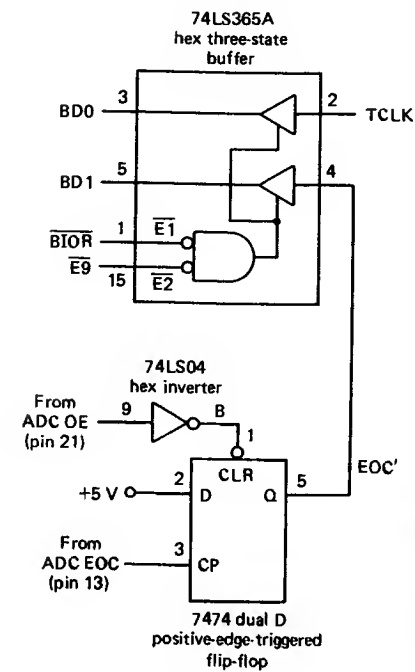 74LS365A
hex three-state
buffer
3
2
BD0
TCLK
5
4
BD1
1
BIOR
E1
E9
15
E2
74LS04
hex inverter
From
ADC OE
(pin 21)
9
B
1
CLR
EOC'
+5 V
2
D
Q
5
From
ADC EOC
(pin 13)
3
CP
7474 dual D
positive-edge-triggered
flip-flop